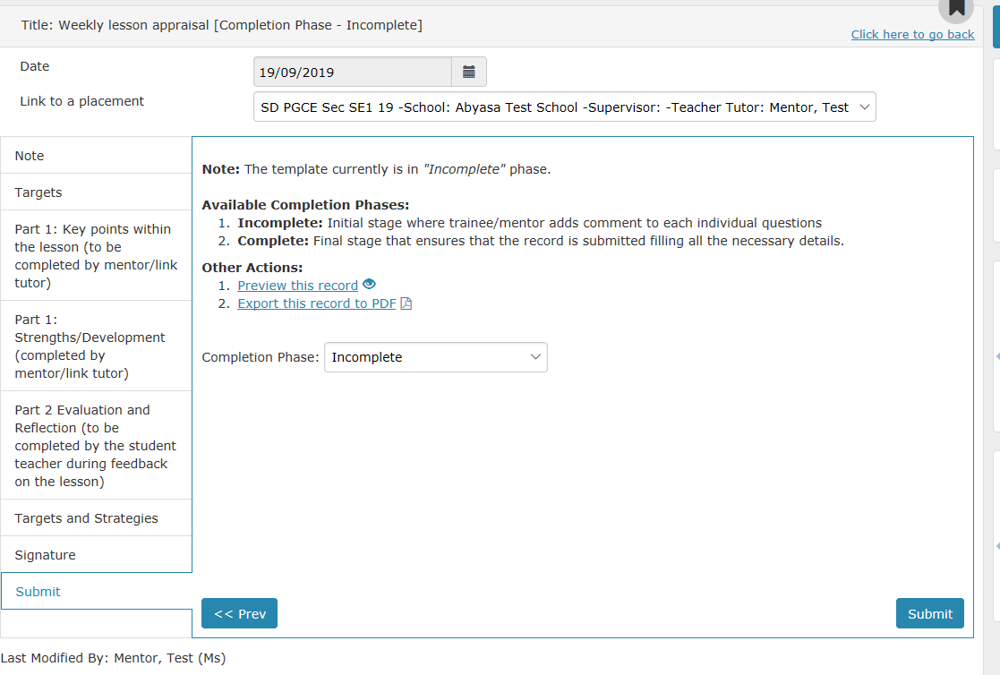 Title: Weekly lesson appraisal [Completion Phase - Incomplete]
Click here to go back
Date
19/09/2019
Link to a placement
SD PGCE Sec SE1 19 -School: Abyasa Test School -Supervisor: -Teacher Tutor: Mentor, Test
Note
Targets
Part 1: Key points within
the lesson (to be
completed by mentor/link
tutor)
Part 1:
Strengths/Development
(completed by
mentor/link tutor)
Part 2 Evaluation and
Reflection (to be
completed by the student
teacher during feedback
on the lesson)
Targets and Strategies
Signature
Submit
Note: The template currently is in "Incomplete" phase.
Available Completion Phases:
1. Incomplete: Initial stage where trainee/mentor adds comment to each individual questions
2. Complete: Final stage that ensures that the record is submitted filling all the necessary details.
Other Actions:
1. Preview this record
2. Export this record to PDF
Completion Phase: Incomplete
<< Prev
Submit
Last Modified By: Mentor, Test (Ms)